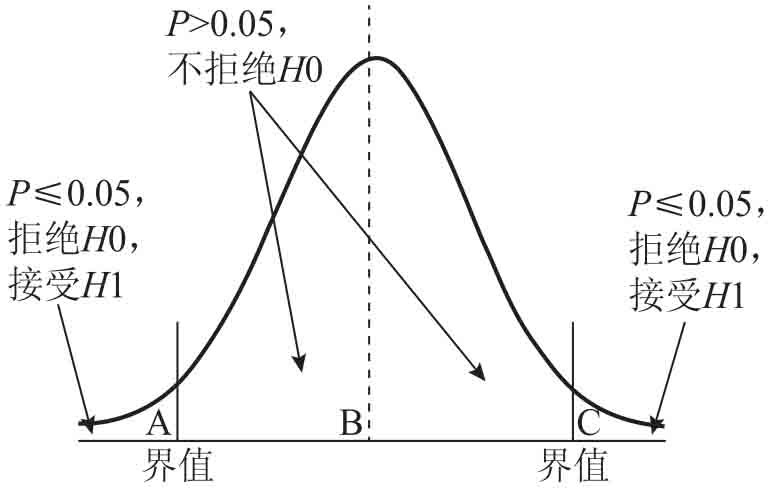 P>0.05，
不拒绝H0
P≤0.05，
拒绝H0，
接受H1
P≤0.05，
拒绝H0，
接受H1
A
B
C
界值
界值